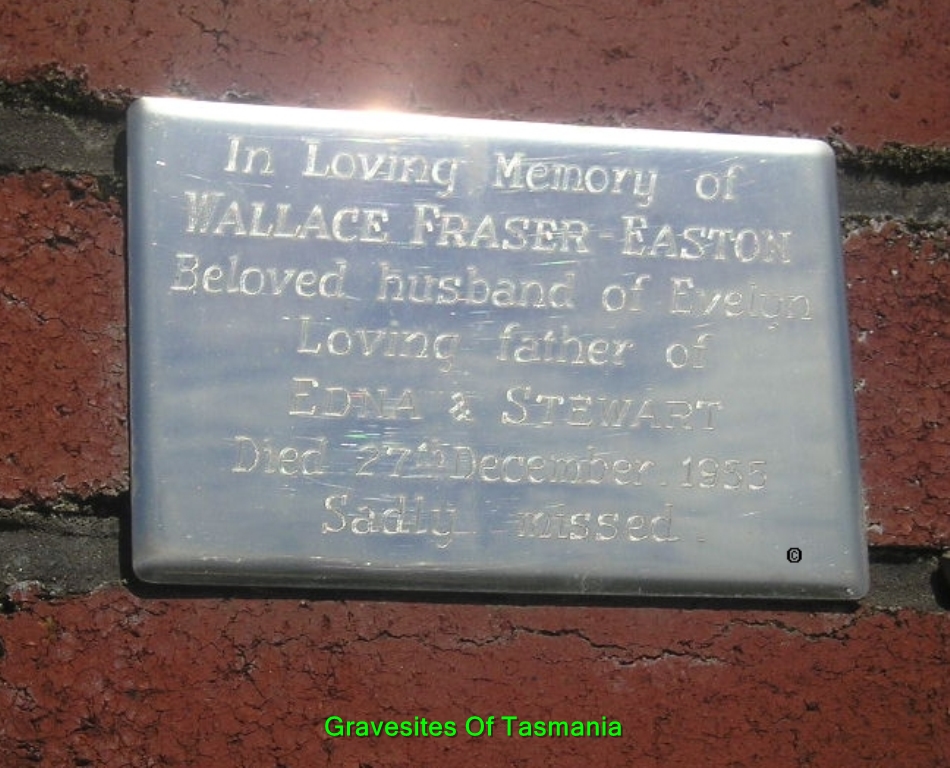 In Loving Memory of
WALLACE FRASER-EASTON
Beloved husband of Evelyn
Loving father of
EDNA & STEWART
Died 27th December. 1955
Sadly missed.
©
Gravesites Of Tasmania